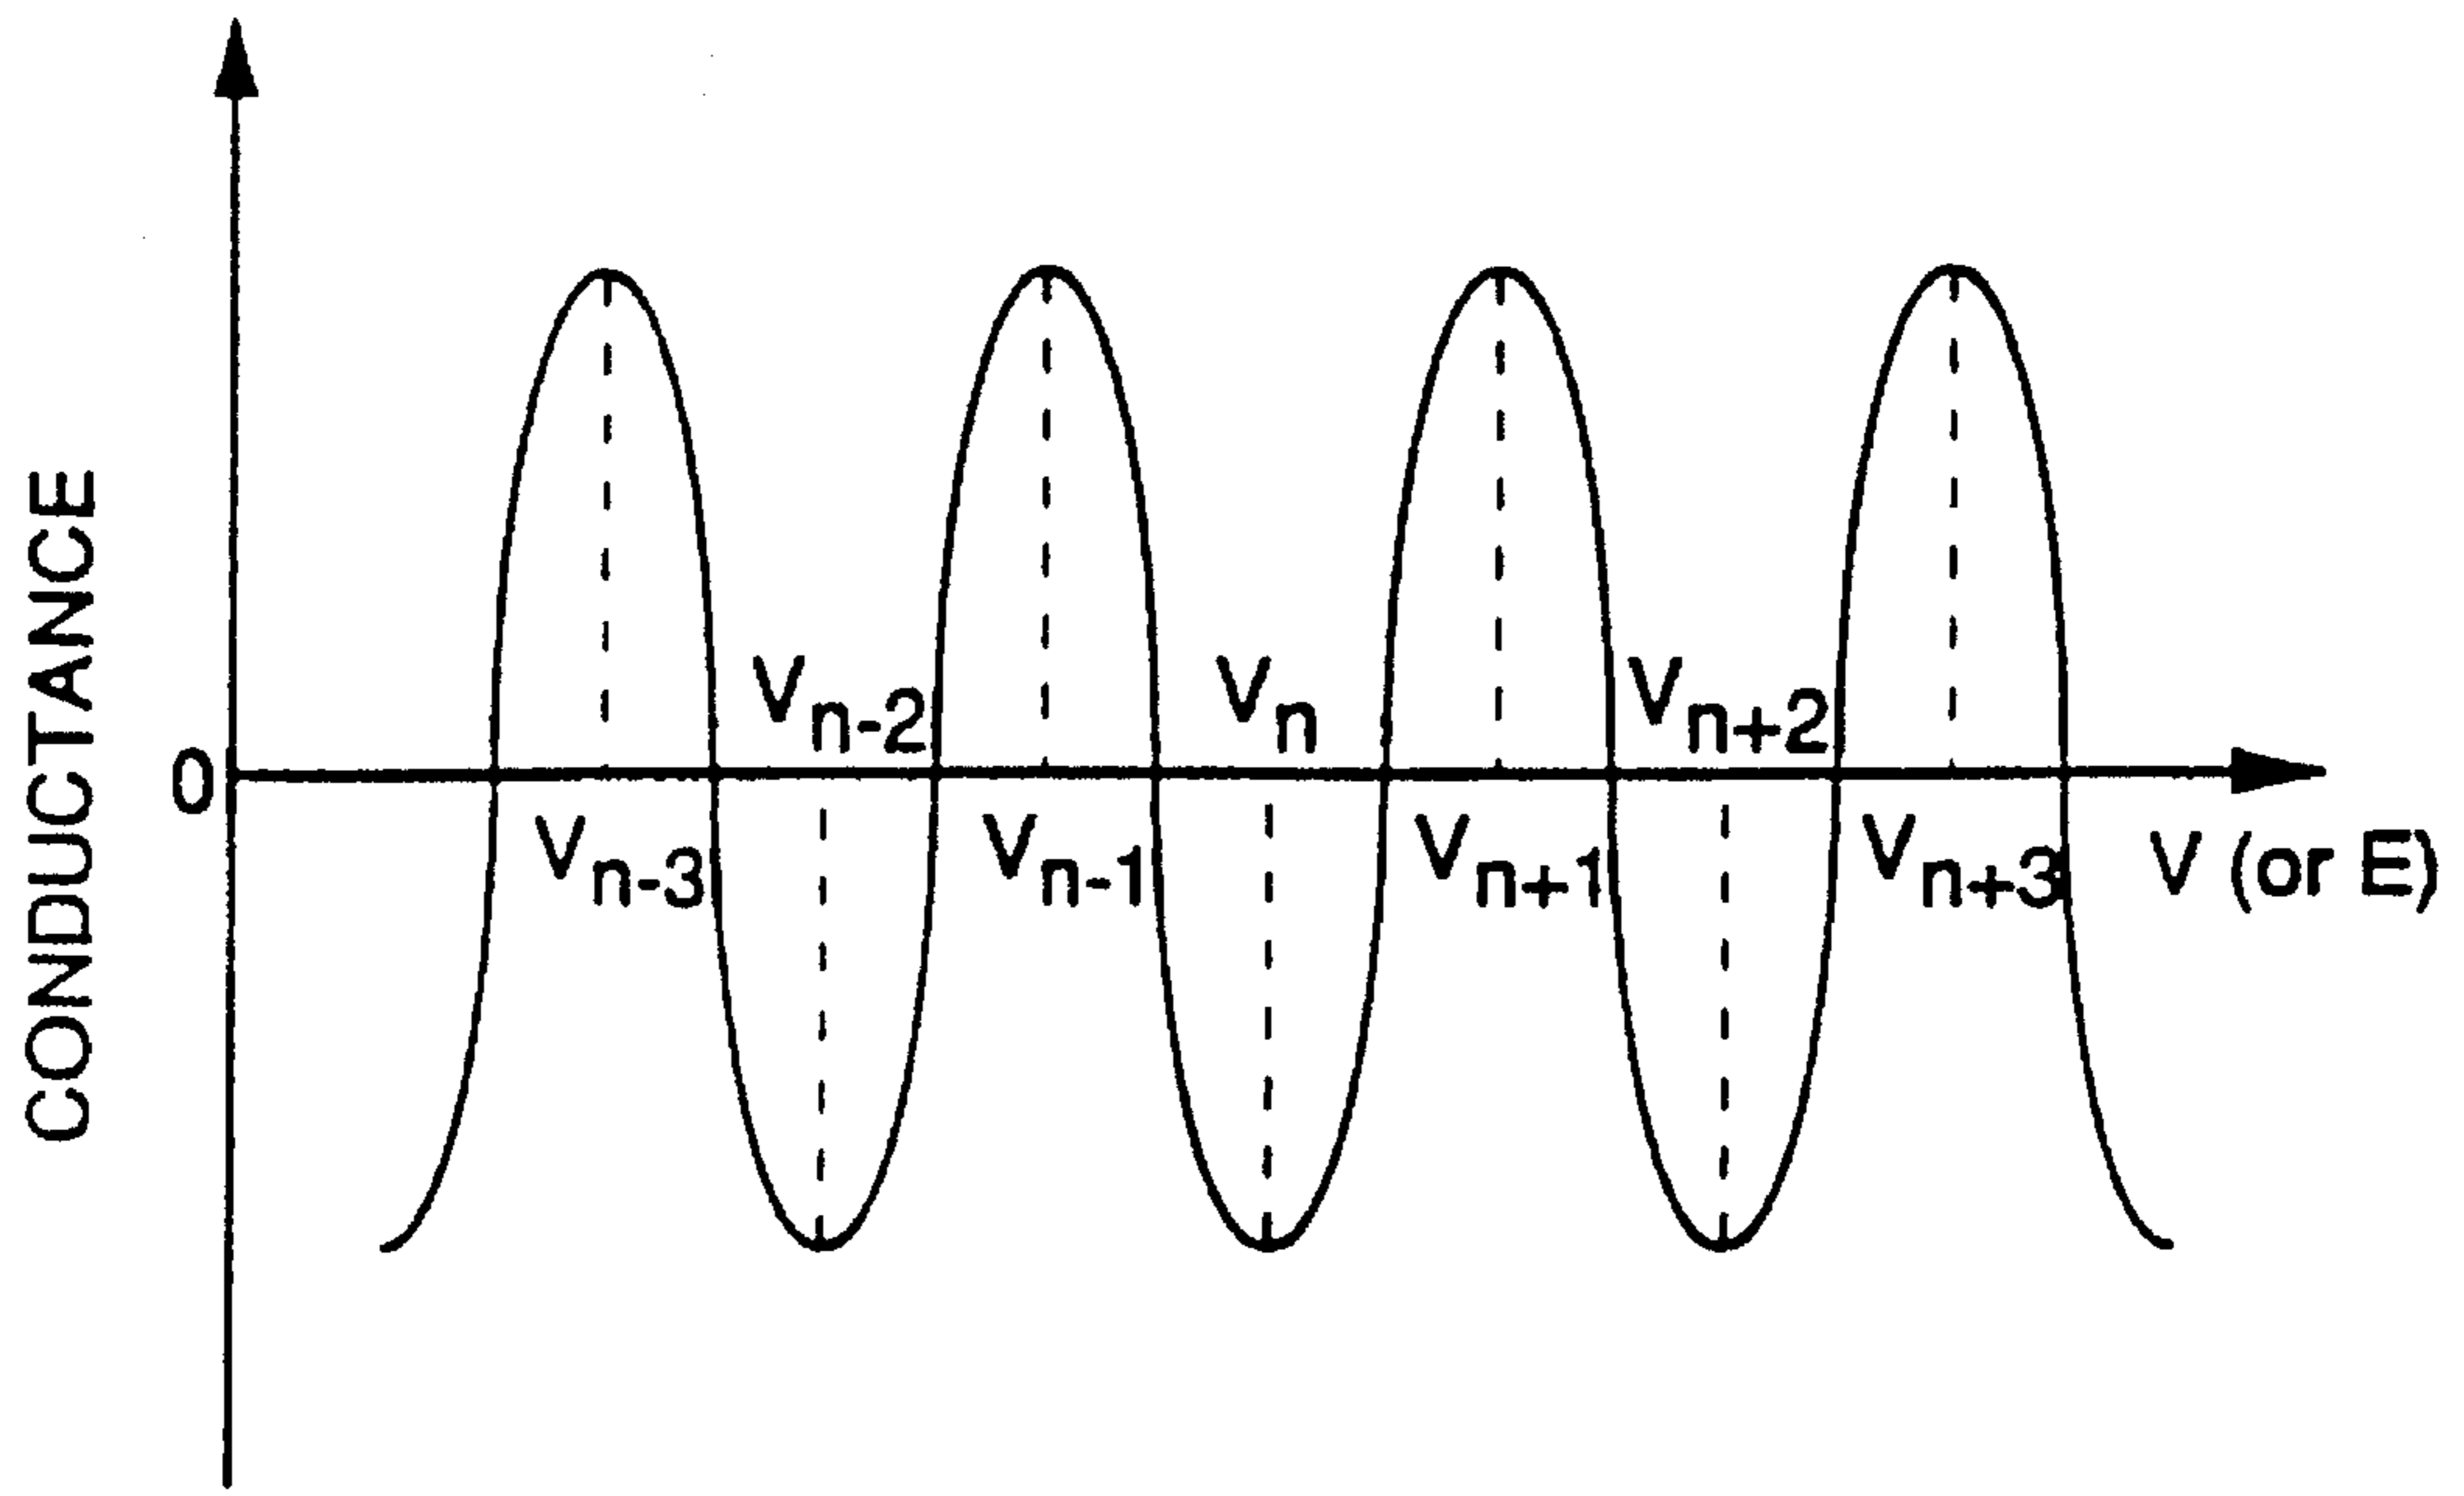 CONDUCTANCE
0
Vn-2 Vn Vn+2
Vn-3 Vn-1 Vn+1 Vn+3 V (or E)